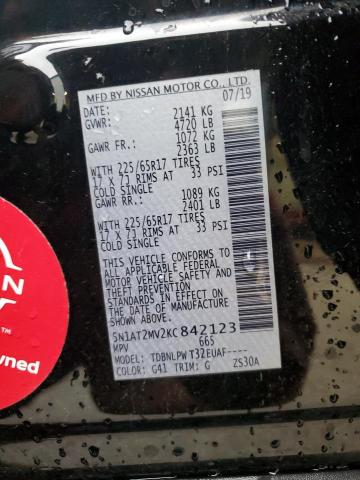 MFD BY NISSAN MOTOR CO., LTD.
DATE: 07/19
GVWR: 2141 KG
4720 LB
GAWR FR.: 1072 KG
2363 LB
WITH 225/65R17 TIRES
17 X 7J RIMS AT 33 PSI
COLD SINGLE
GAWR RR.: 1089 KG
2401 LB
WITH 225/65R17 TIRES
17 X 7J RIMS AT 33 PSI
COLD SINGLE
THIS VEHICLE CONFORMS TO
ALL APPLICABLE FEDERAL
MOTOR VEHICLE SAFETY AND
THEFT PREVENTION
STANDARDS IN EFFECT ON THE
DATE OF MANUFACTURE
5N1AT2MV2KC842123
MPV 665
MODEL: TDBNLPW T32EUAF----
COLOR: G41 TRIM: G ZS30A
N
TM
wned